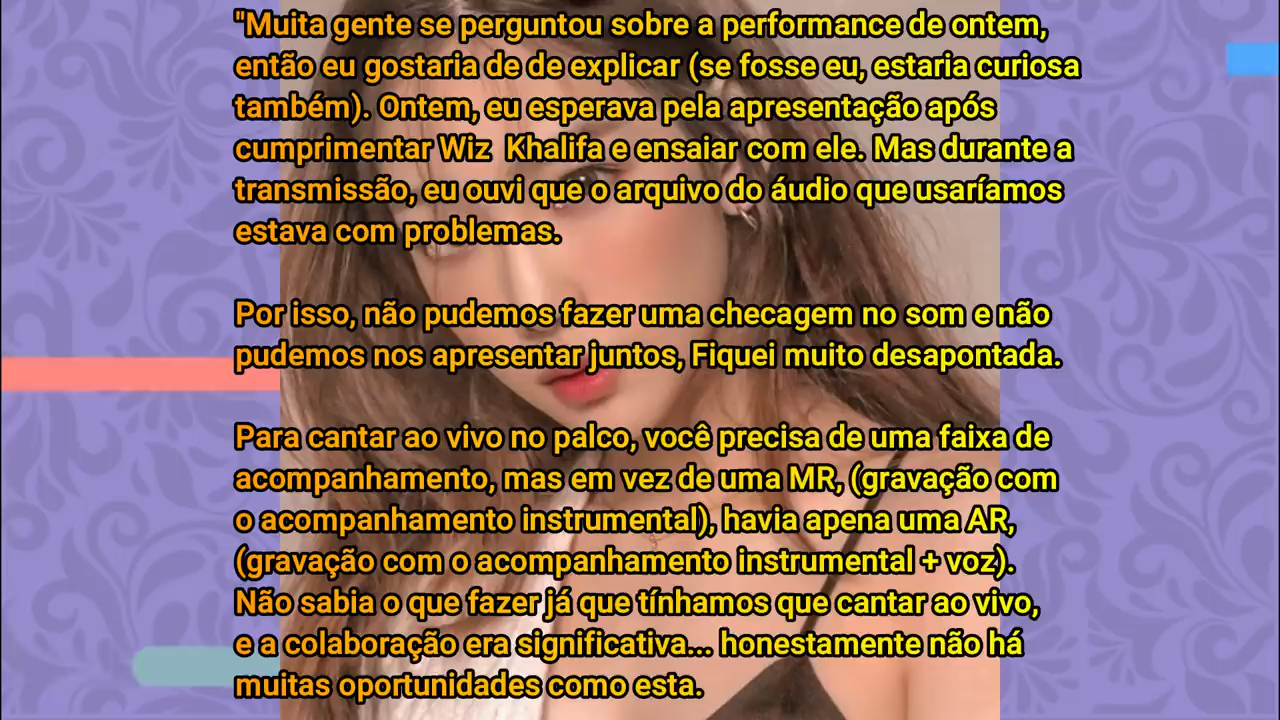 "Muita gente se perguntou sobre a performance de ontem,
então eu gostaria de de explicar (se fosse eu, estaria curiosa
também). Ontem, eu esperava pela apresentação após
cumprimentar Wiz  Khalifa e ensaiar com ele. Mas durante a
transmissão, eu ouvi que o arquivo do áudio que usaríamos
estava com problemas.
Por isso, não pudemos fazer uma checagem no som e não
pudemos nos apresentar juntos, Fiquei muito desapontada.
Para cantar ao vivo no palco, você precisa de uma faixa de
acompanhamento, mas em vez de uma MR, (gravação com
o acompanhamento instrumental), havia apena uma AR,
(gravação com o acompanhamento instrumental + voz).
Não sabia o que fazer já que tínhamos que cantar ao vivo,
e a colaboração era significativa... honestamente não há
muitas oportunidades como esta.